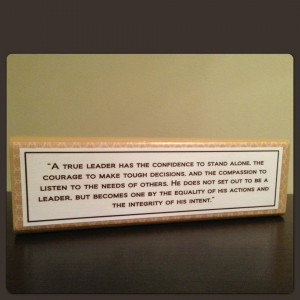 "A TRUE LEADER HAS THE CONFIDENCE TO STAND ALONE, THE
COURAGE TO MAKE TOUGH DECISIONS, AND THE COMPASSION TO
LISTEN TO THE NEEDS OF OTHERS. HE DOES NOT SET OUT TO BE A
LEADER, BUT BECOMES ONE BY THE EQUALITY OF HIS ACTIONS AND
THE INTEGRITY OF HIS INTENT."